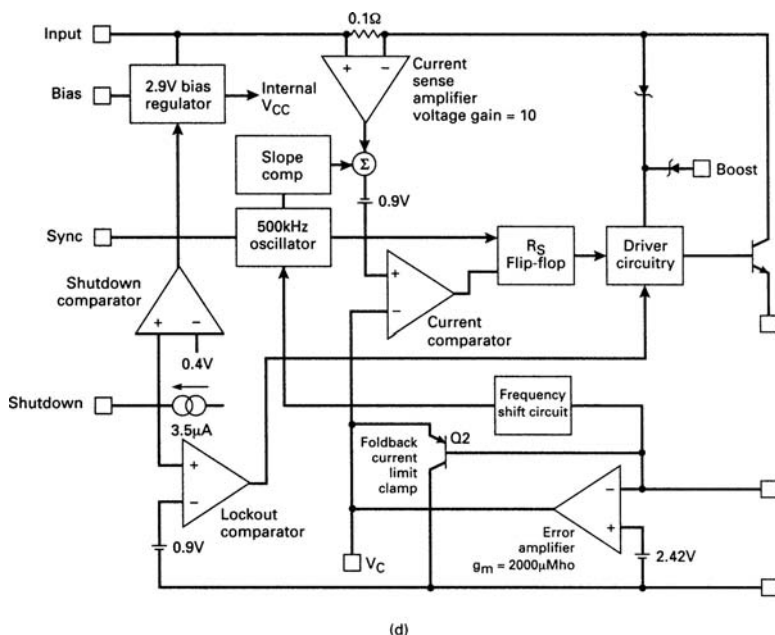 Input
0.1Ω
+
−
Current
sense
amplifier
voltage gain = 10
Bias
2.9V bias
regulator
Internal
VCC
Slope
comp
Σ
0.9V
Boost
Sync
500kHz
oscillator
RS
Flip-flop
Driver
circuitry
Shutdown
comparator
+
−
0.4V
+
−
Current
comparator
Shutdown
3.5µA
Frequency
shift circuit
Foldback
current
limit
clamp
Q2
+
−
Lockout
comparator
0.9V
VC
−
+
Error
amplifier
gm = 2000µMho
2.42V
(d)